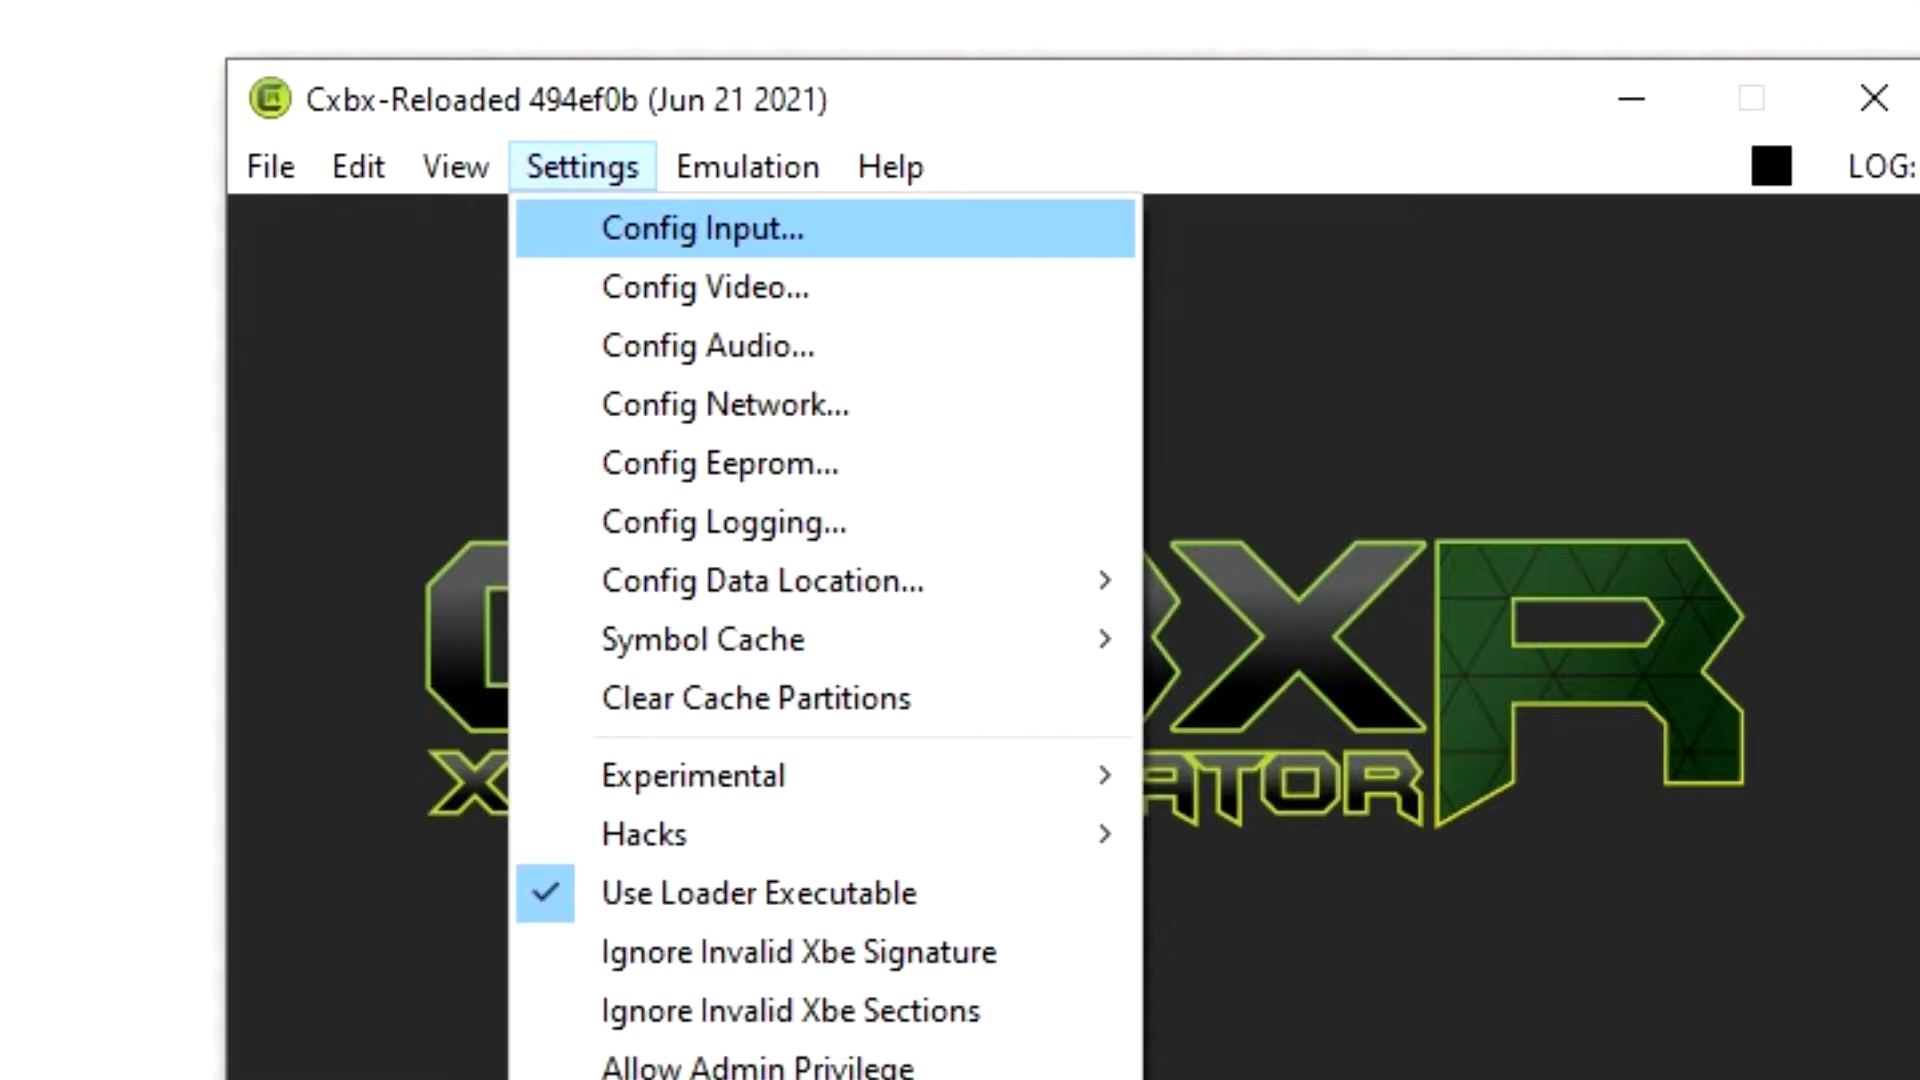 Cxbx-Reloaded 494ef0b (Jun 21 2021)
File Edit View Settings Emulation Help LOG:
Config Input...
Config Video...
Config Audio...
Config Network...
Config Eeprom...
Config Logging...
Config Data Location...
Symbol Cache
Clear Cache Partitions
Experimental
Hacks
Use Loader Executable
Ignore Invalid Xbe Signature
Ignore Invalid Xbe Sections
Allow Admin Privilege